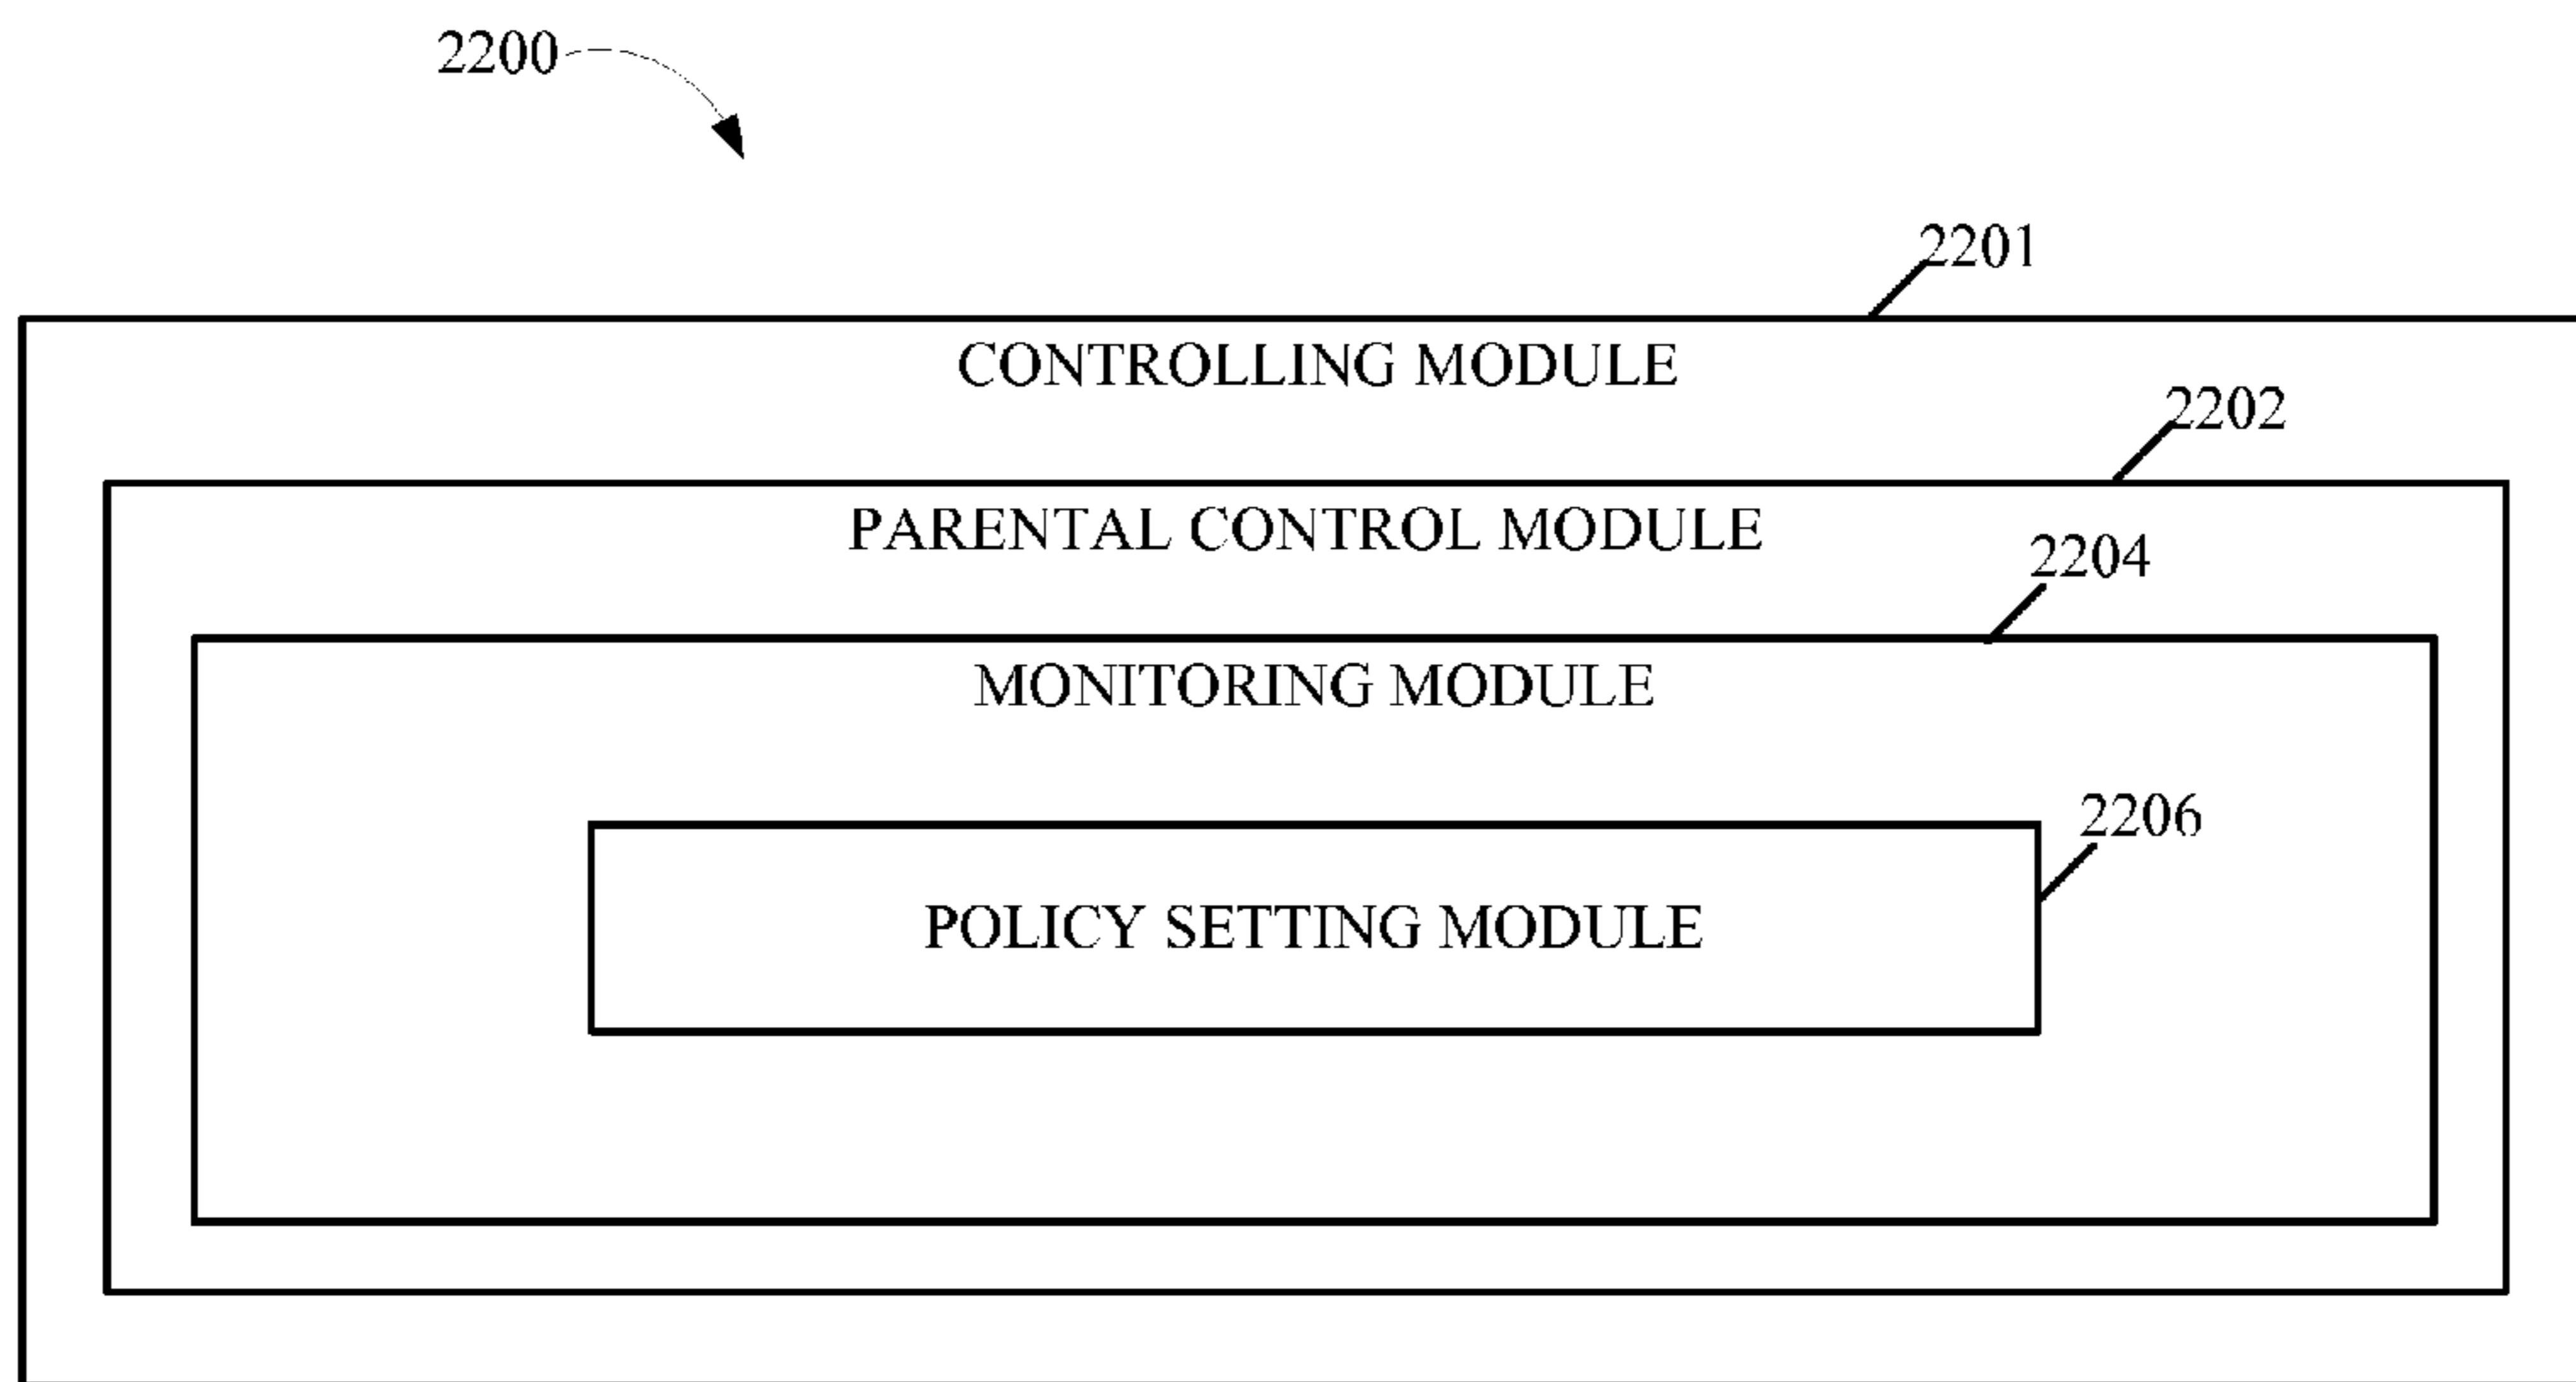 2200
2201
CONTROLLING MODULE
2202
PARENTAL CONTROL MODULE
2204
MONITORING MODULE
2206
POLICY SETTING MODULE